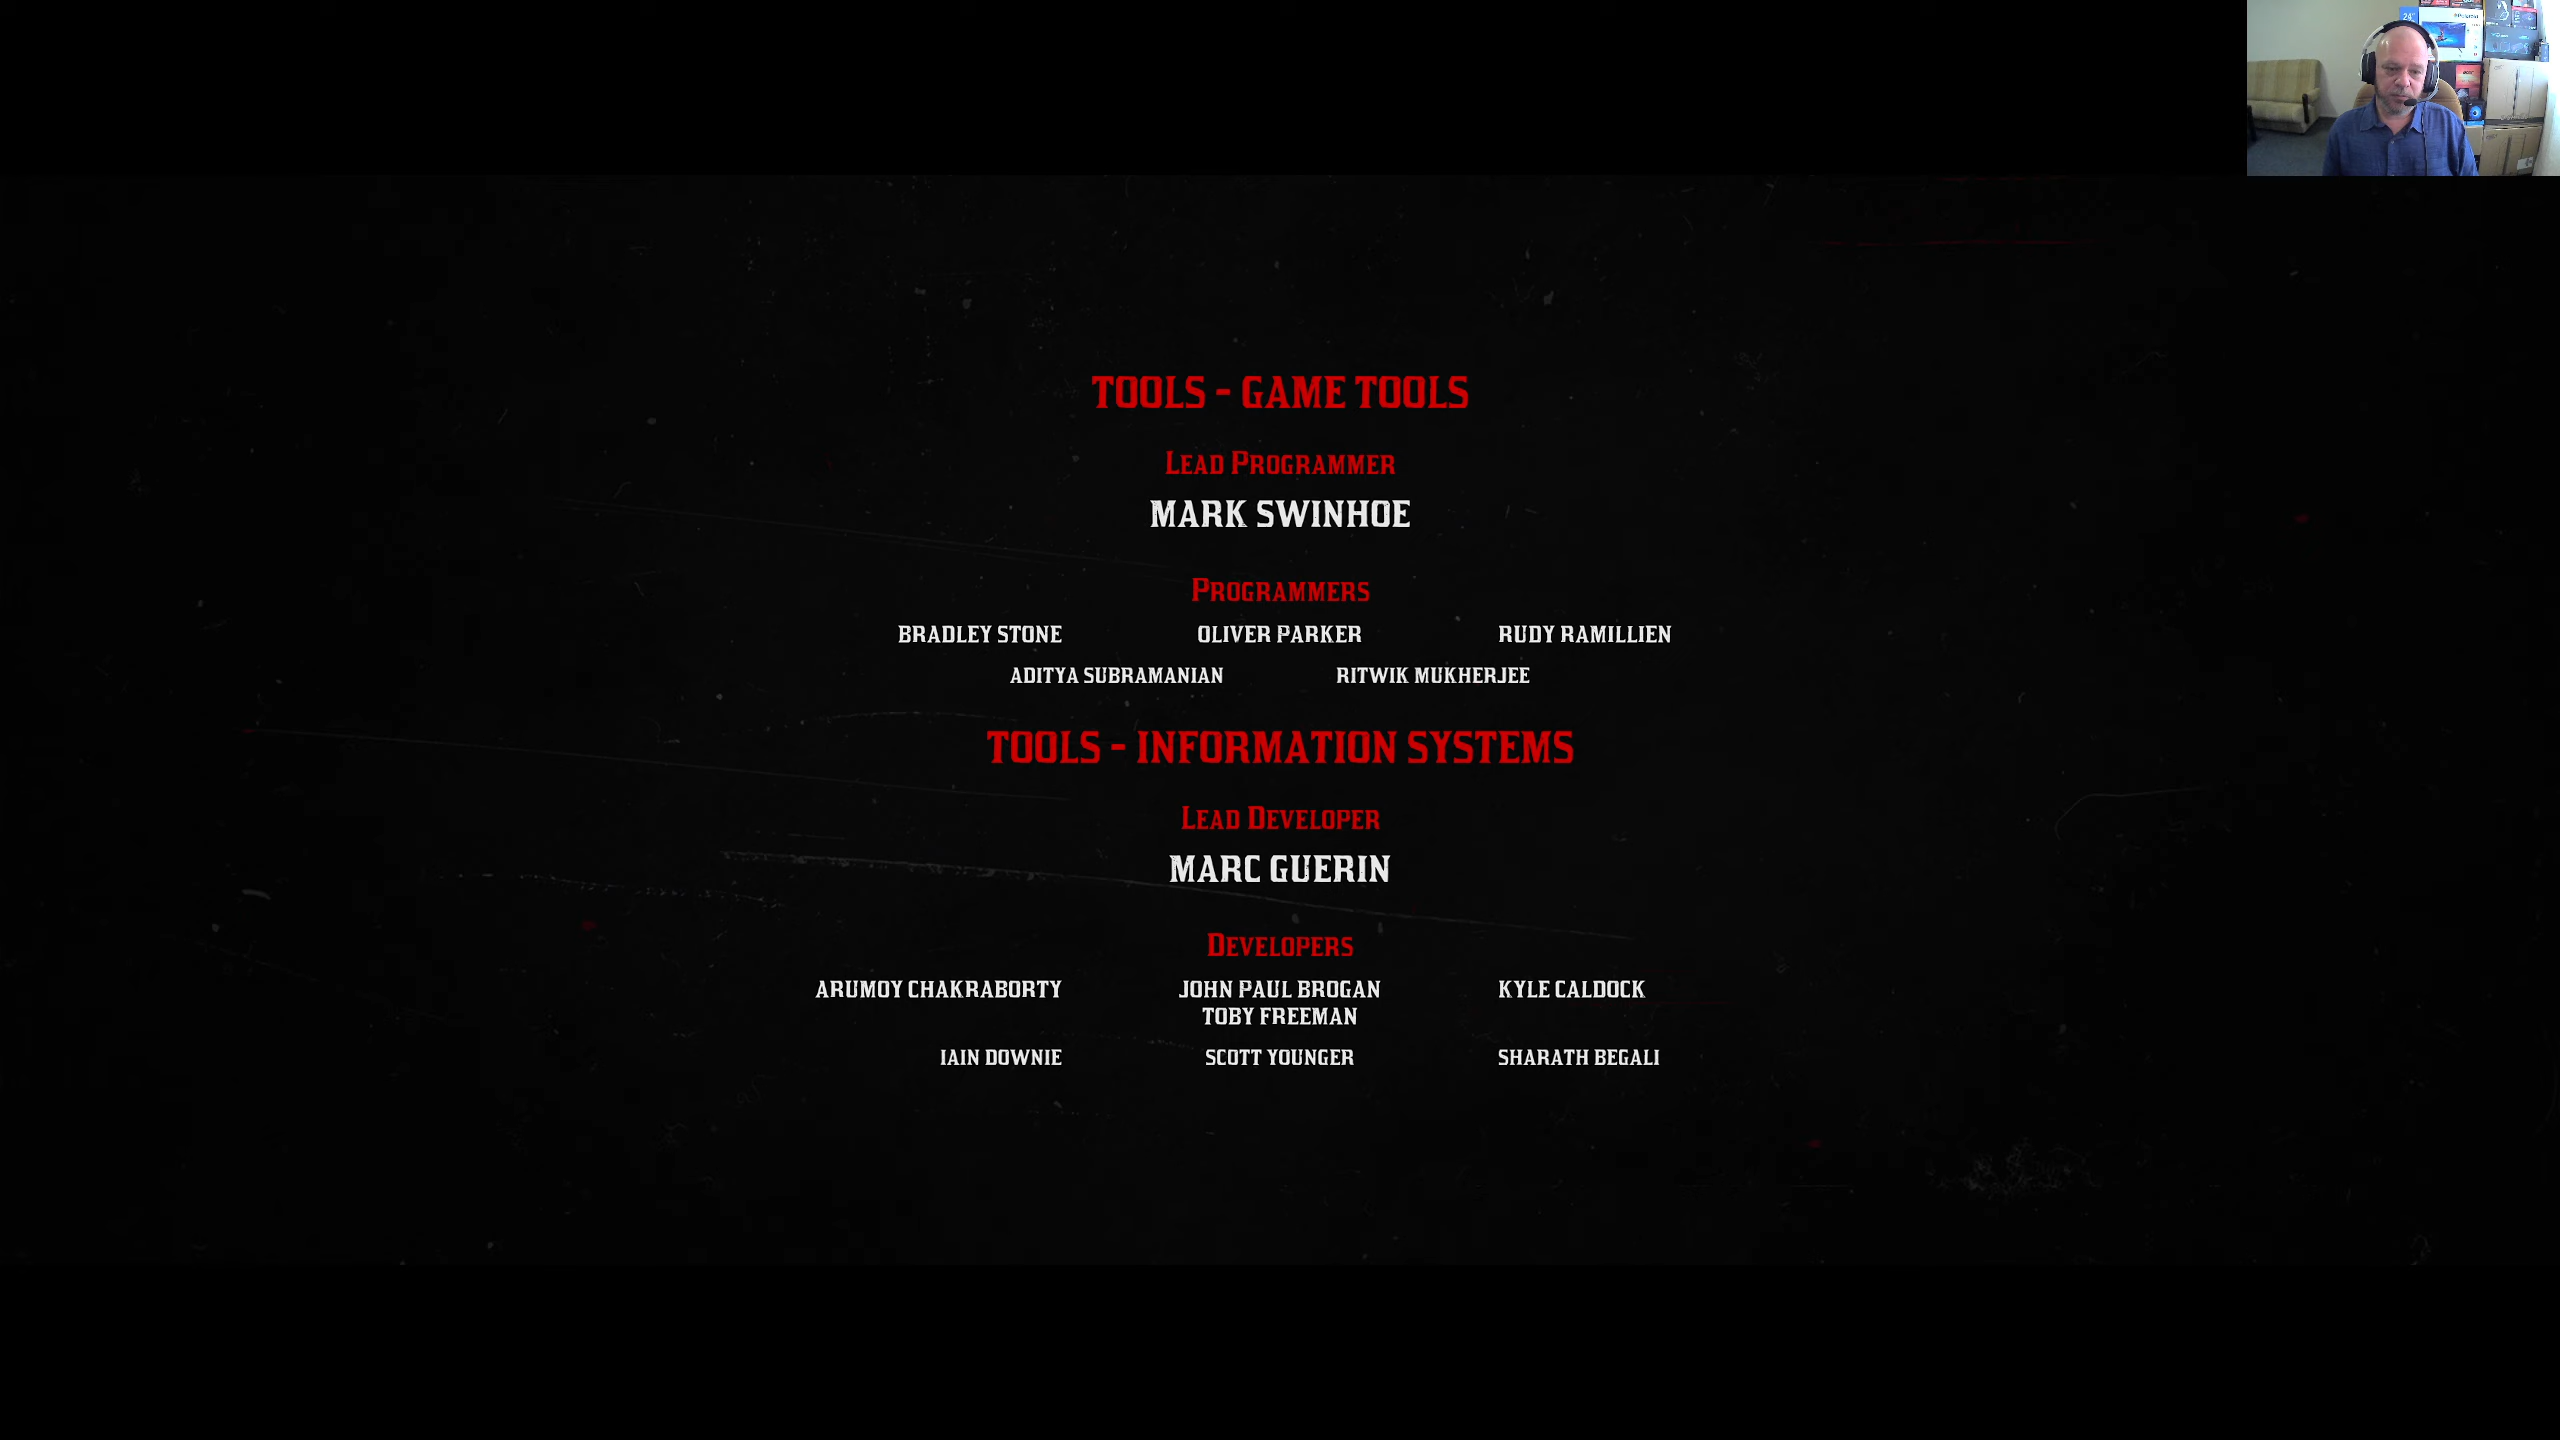 24"
Polaroid
TOOLS - GAME TOOLS
LEAD PROGRAMMER
MARK SWINHOE
PROGRAMMERS
BRADLEY STONE OLIVER PARKER RUDY RAMILLIEN
ADITYA SUBRAMANIAN RITWIK MUKHERJEE
TOOLS - INFORMATION SYSTEMS
LEAD DEVELOPER
MARC GUERIN
DEVELOPERS
ARUMOY CHAKRABORTY JOHN PAUL BROGAN KYLE CALDOCK
TOBY FREEMAN
IAIN DOWNIE SCOTT YOUNGER SHARATH BEGALI